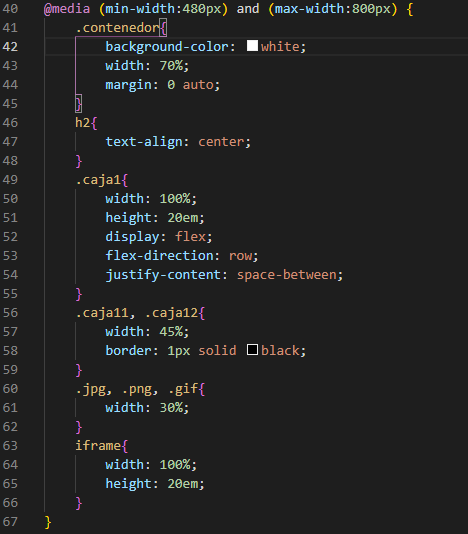 40 @media (min-width:480px) and (max-width:800px) {
41 .contenedor{
42 background-color: white;
43 width: 70%;
44 margin: 0 auto;
45 }
46 h2{
47 text-align: center;
48 }
49 .caja1{
50 width: 100%;
51 height: 20em;
52 display: flex;
53 flex-direction: row;
54 justify-content: space-between;
55 }
56 .caja11, .caja12{
57 width: 45%;
58 border: 1px solid black;
59 }
60 .jpg, .png, .gif{
61 width: 30%;
62 }
63 iframe{
64 width: 100%;
65 height: 20em;
66 }
67 }